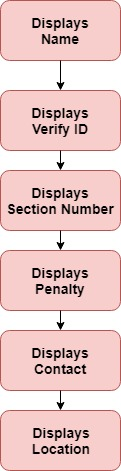 Displays
Name
Displays
Verify ID
Displays
Section Number
Displays
Penalty
Displays
Contact
Displays
Location